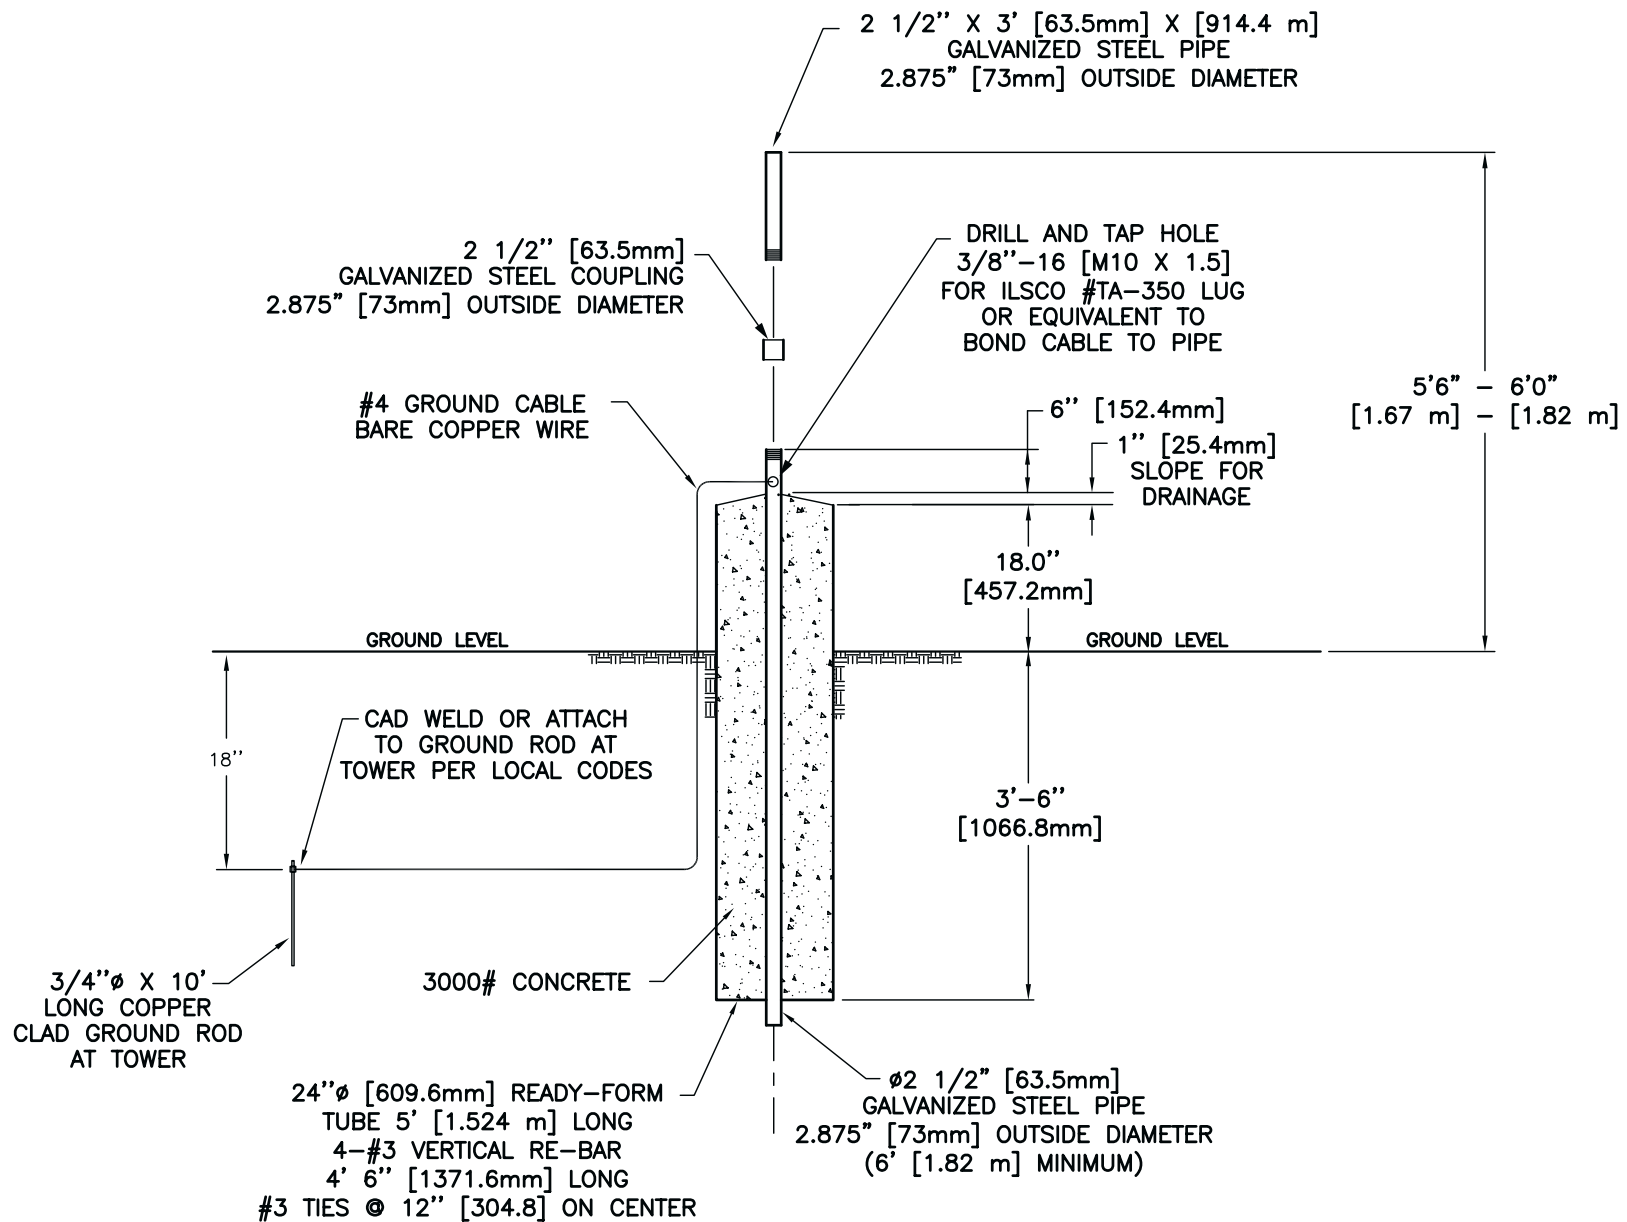 2 1/2" X 3' [63.5mm] X [914.4 m]
GALVANIZED STEEL PIPE
2.875" [73mm] OUTSIDE DIAMETER
2 1/2" [63.5mm]
GALVANIZED STEEL COUPLING
2.875" [73mm] OUTSIDE DIAMETER
DRILL AND TAP HOLE
3/8"-16 [M10 X 1.5]
FOR ILSCO #TA-350 LUG
OR EQUIVALENT TO
BOND CABLE TO PIPE
5'6" - 6'0"
[1.67 m] - [1.82 m]
#4 GROUND CABLE
BARE COPPER WIRE
6" [152.4mm]
1" [25.4mm]
SLOPE FOR
DRAINAGE
18.0"
[457.2mm]
GROUND LEVEL
GROUND LEVEL
CAD WELD OR ATTACH
TO GROUND ROD AT
TOWER PER LOCAL CODES
18"
3'-6"
[1066.8mm]
3/4"ø X 10'
LONG COPPER
CLAD GROUND ROD
AT TOWER
3000# CONCRETE
24"ø [609.6mm] READY-FORM
TUBE 5' [1.524 m] LONG
4-#3 VERTICAL RE-BAR
4' 6" [1371.6mm] LONG
#3 TIES @ 12" [304.8] ON CENTER
ø2 1/2" [63.5mm]
GALVANIZED STEEL PIPE
2.875" [73mm] OUTSIDE DIAMETER
(6' [1.82 m] MINIMUM)